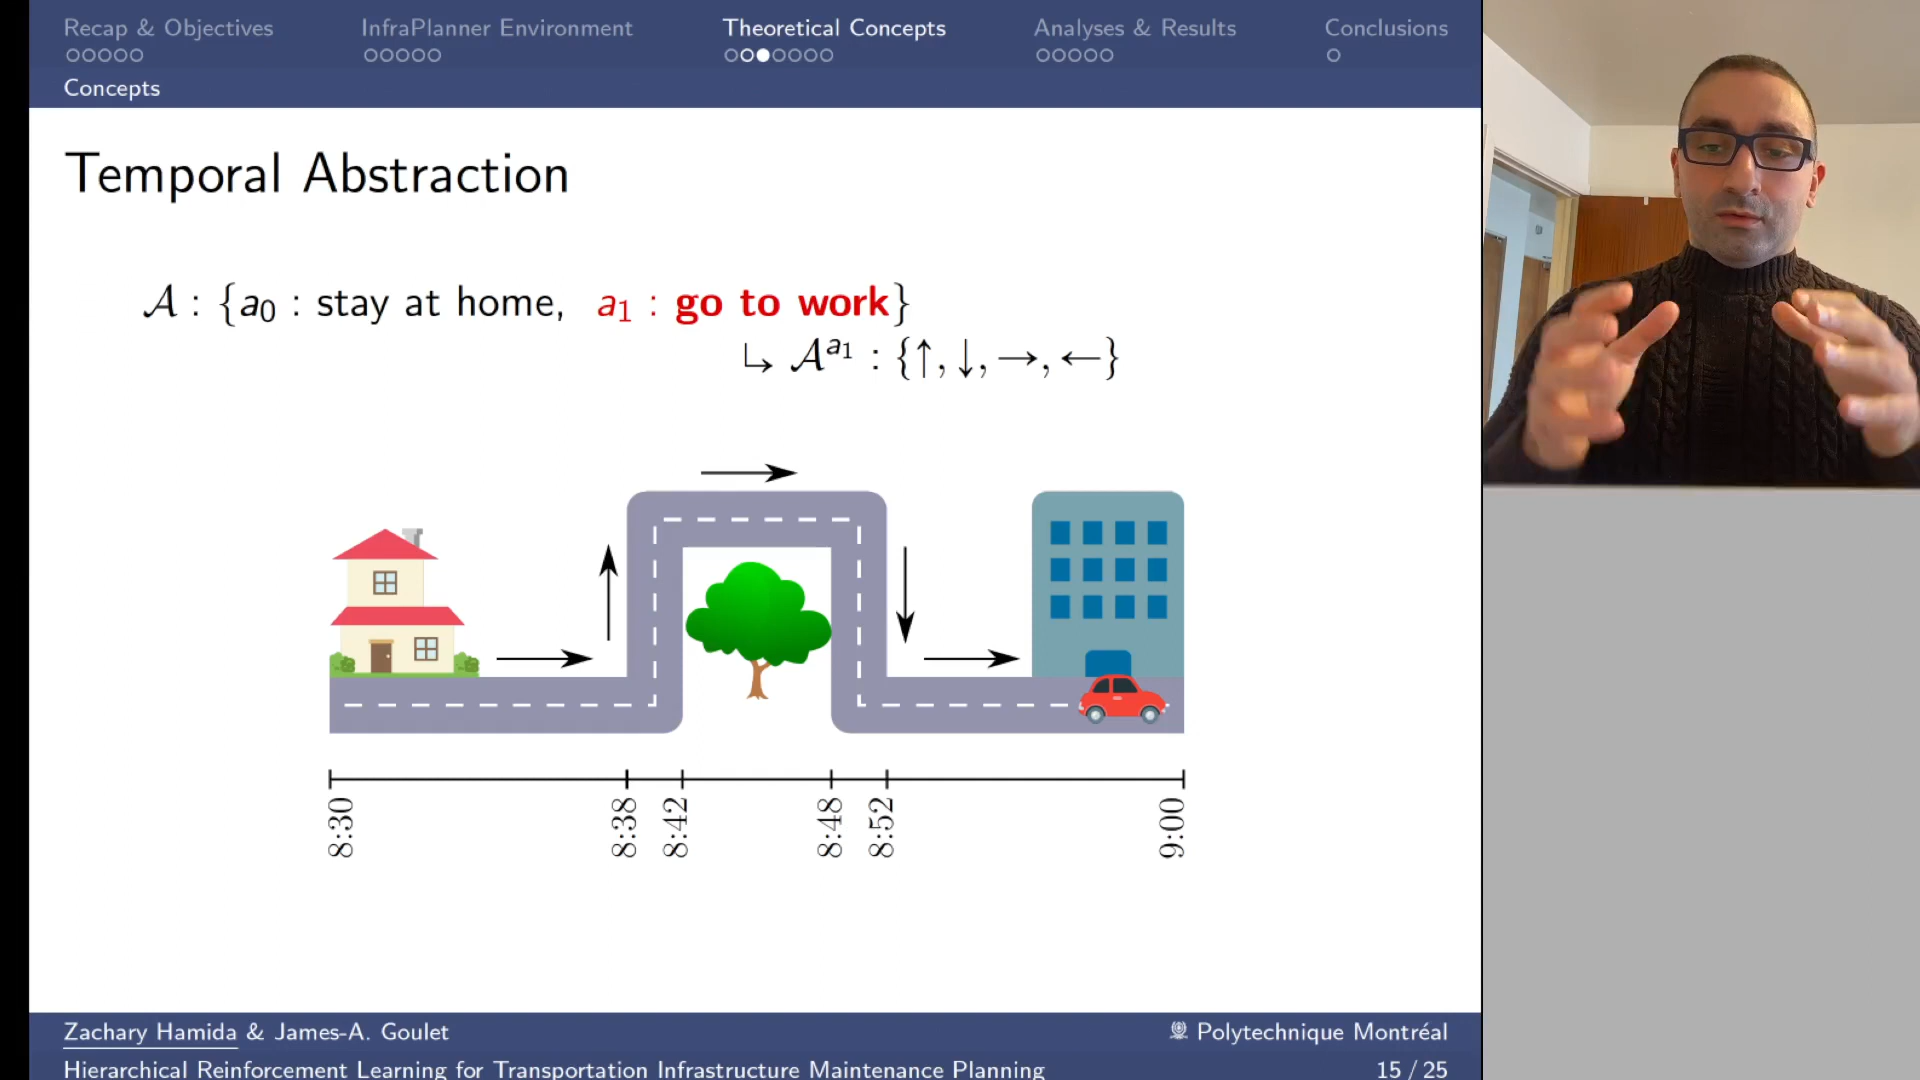 Recap & Objectives InfraPlanner Environment Theoretical Concepts Analyses & Results Conclusions
Concepts
Temporal Abstraction
𝒜 : {a₀ : stay at home, a₁ : go to work}
↳ 𝒜^a₁ : {↑, ↓, →, ←}
8:30 8:38 8:42 8:48 8:52 9:00
Zachary Hamida & James-A. Goulet Polytechnique Montréal
Hierarchical Reinforcement Learning for Transportation Infrastructure Maintenance Planning 15 / 25